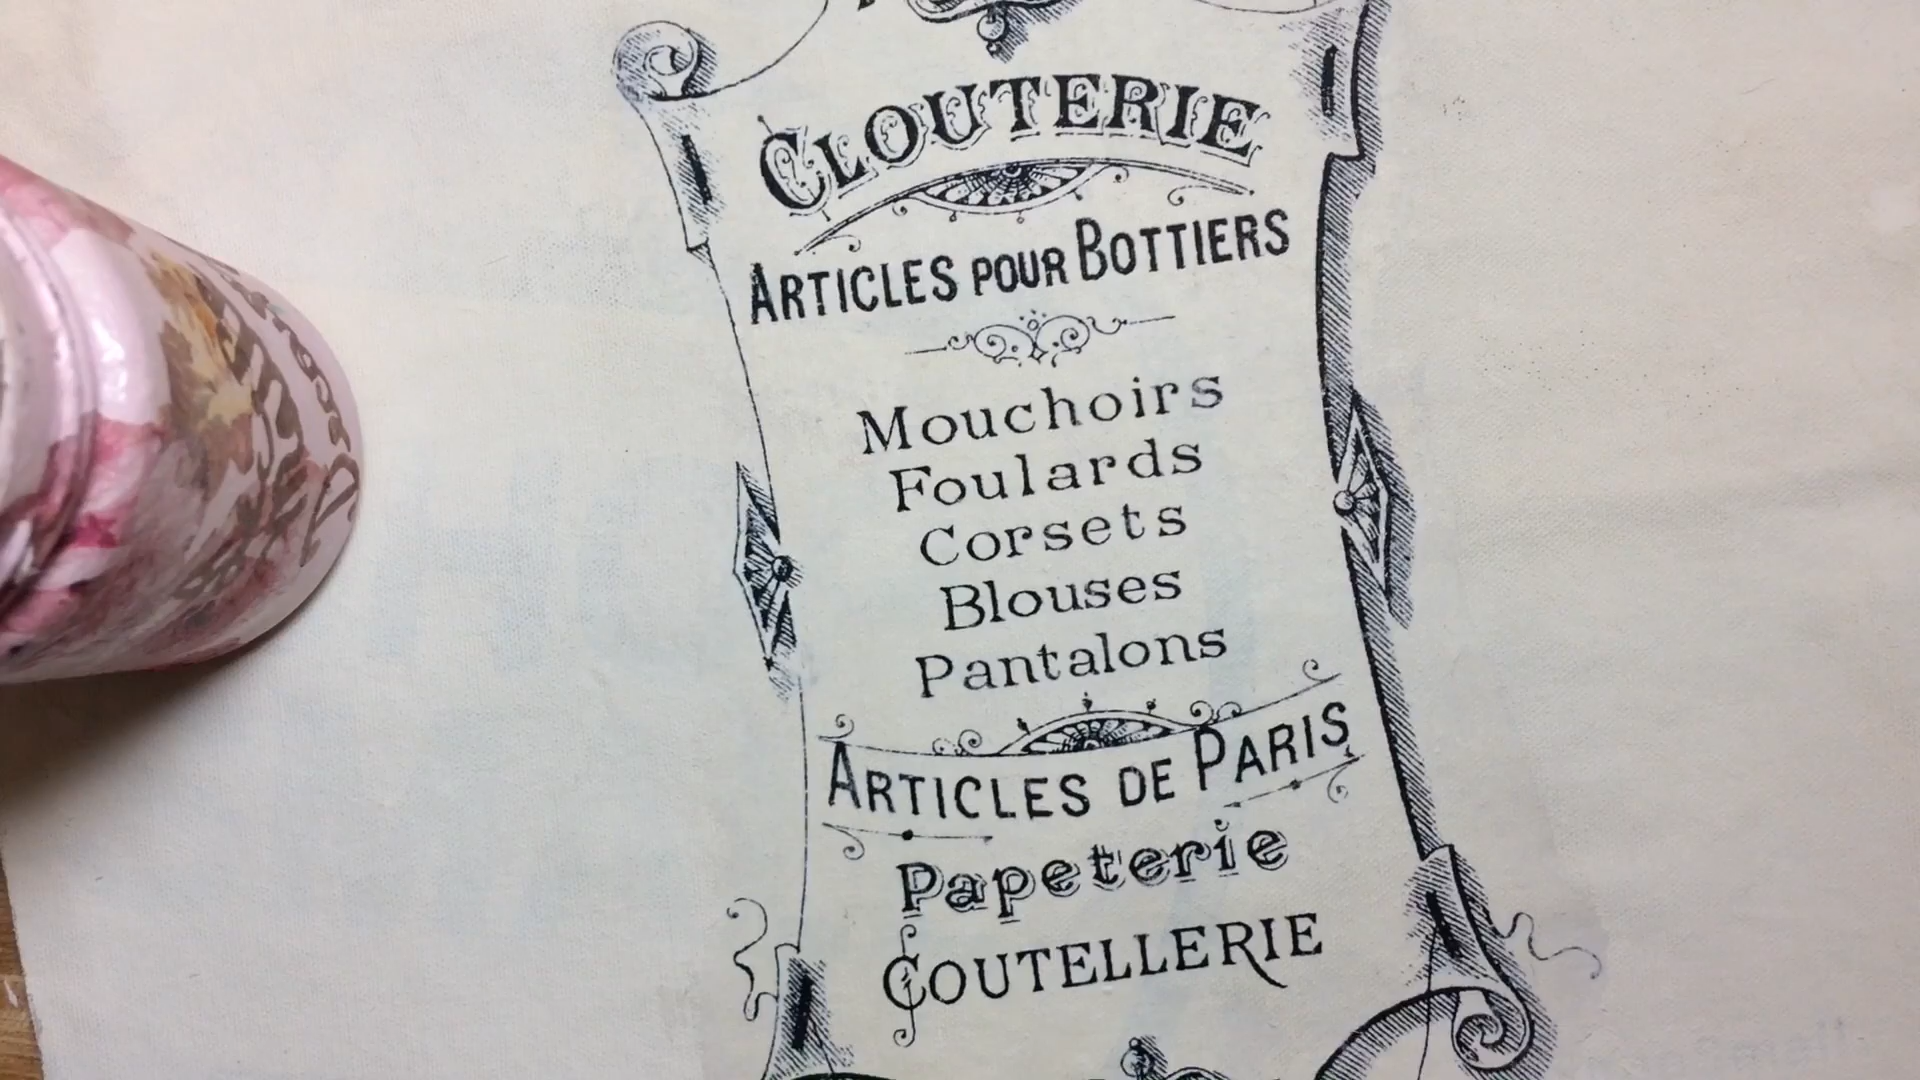 CLOUTERIE
ARTICLES POUR BOTTIERS
Mouchoirs
Foulards
Corsets
Blouses
Pantalons
ARTICLES DE PARIS
Papeterie
COUTELLERIE